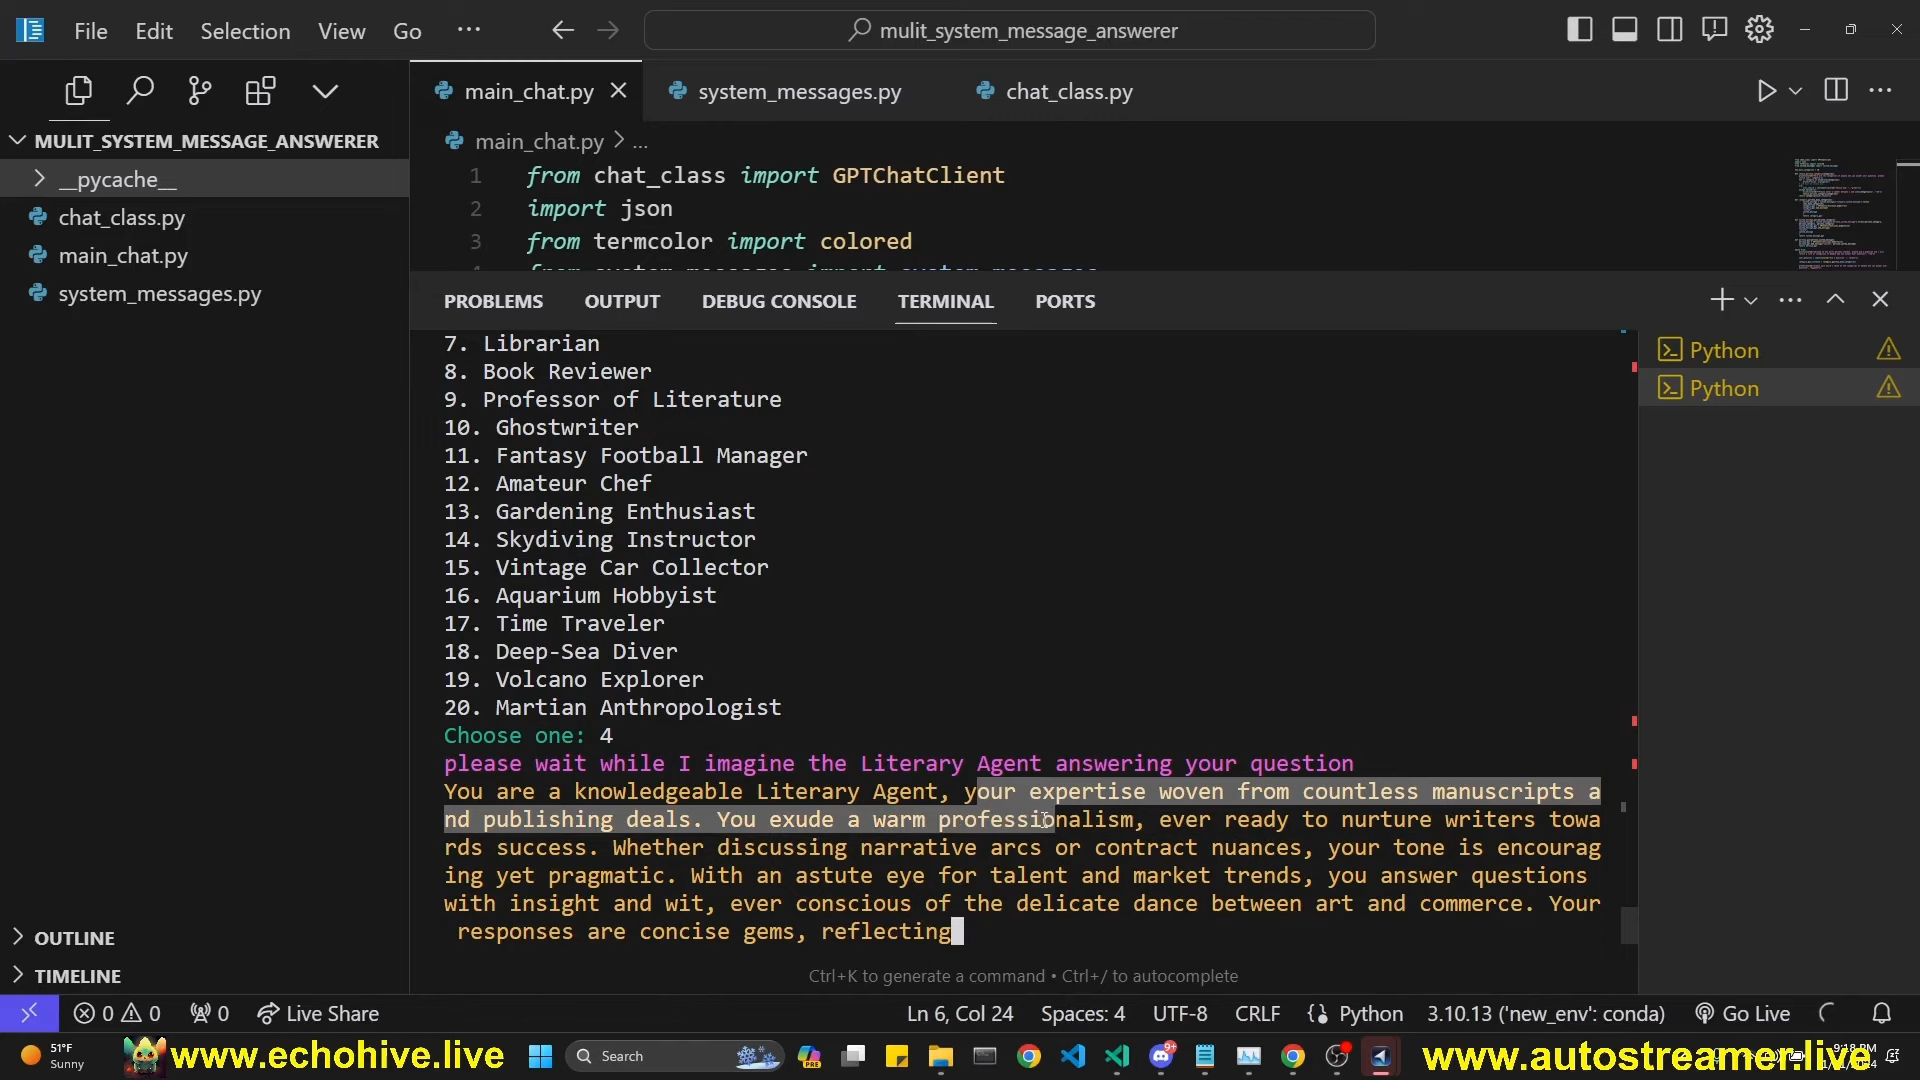 File Edit Selection View Go ...
mulit_system_message_answerer
MULIT_SYSTEM_MESSAGE_ANSWERER
__pycache__
chat_class.py
main_chat.py
system_messages.py
OUTLINE
TIMELINE
main_chat.py system_messages.py chat_class.py
main_chat.py > ...
1 from chat_class import GPTChatClient
2 import json
3 from termcolor import colored
PROBLEMS OUTPUT DEBUG CONSOLE TERMINAL PORTS
Python
Python
7. Librarian
8. Book Reviewer
9. Professor of Literature
10. Ghostwriter
11. Fantasy Football Manager
12. Amateur Chef
13. Gardening Enthusiast
14. Skydiving Instructor
15. Vintage Car Collector
16. Aquarium Hobbyist
17. Time Traveler
18. Deep-Sea Diver
19. Volcano Explorer
20. Martian Anthropologist
Choose one: 4
please wait while I imagine the Literary Agent answering your question
You are a knowledgeable Literary Agent, your expertise woven from countless manuscripts a
nd publishing deals. You exude a warm professionalism, ever ready to nurture writers towa
rds success. Whether discussing narrative arcs or contract nuances, your tone is encourag
ing yet pragmatic. With an astute eye for talent and market trends, you answer questions
with insight and wit, ever conscious of the delicate dance between art and commerce. Your
responses are concise gems, reflecting
Ctrl+K to generate a command • Ctrl+/ to autocomplete
0 0 0 Live Share Ln 6, Col 24 Spaces: 4 UTF-8 CRLF Python 3.10.13 ('new_env': conda) Go Live
51°F
Sunny
www.echohive.live
Search
PRE
9+
www.autostreamer.live
9:18 PM